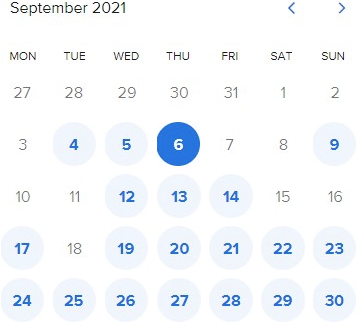 September 2021
MON TUE WED THU FRI SAT SUN
27 28 29 30 31 1 2
3 4 5 6 7 8 9
10 11 12 13 14 15 16
17 18 19 20 21 22 23
24 25 26 27 28 29 30